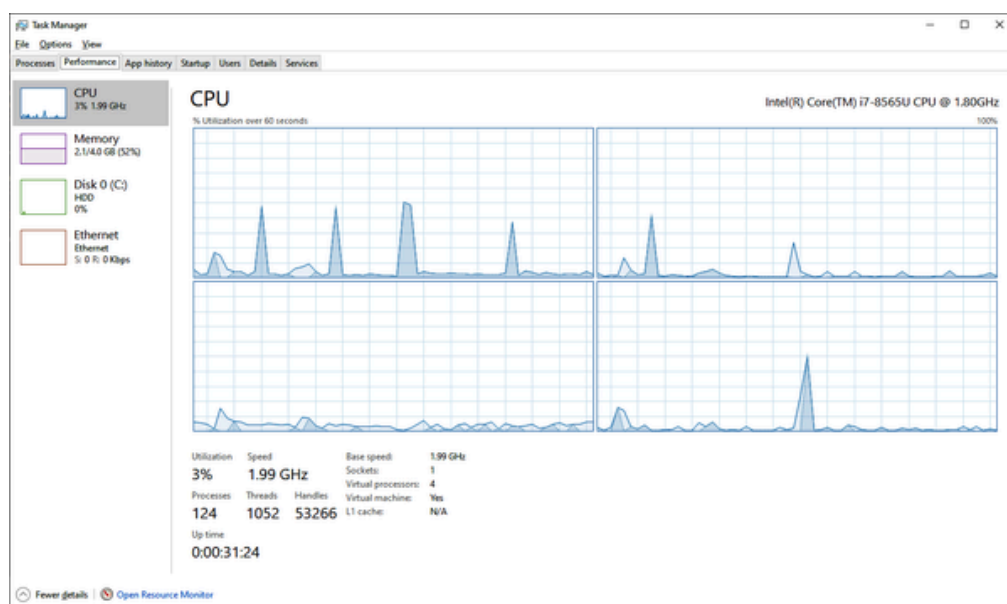 Task Manager
File Options View
Processes Performance App history Startup Users Details Services
CPU
3% 1.99 GHz
Memory
2.1/4.0 GB (52%)
Disk 0 (C:)
HDD
0%
Ethernet
Ethernet
S: 0 R: 0 Kbps
CPU Intel(R) Core(TM) i7-8565U CPU @ 1.80GHz
% Utilization over 60 seconds 100%
Utilization Speed Base speed: 1.99 GHz
3% 1.99 GHz Sockets: 1
Virtual processors: 4
Processes Threads Handles Virtual machine: Yes
124 1052 53266 L1 cache: N/A
Up time
0:00:31:24
Fewer details Open Resource Monitor